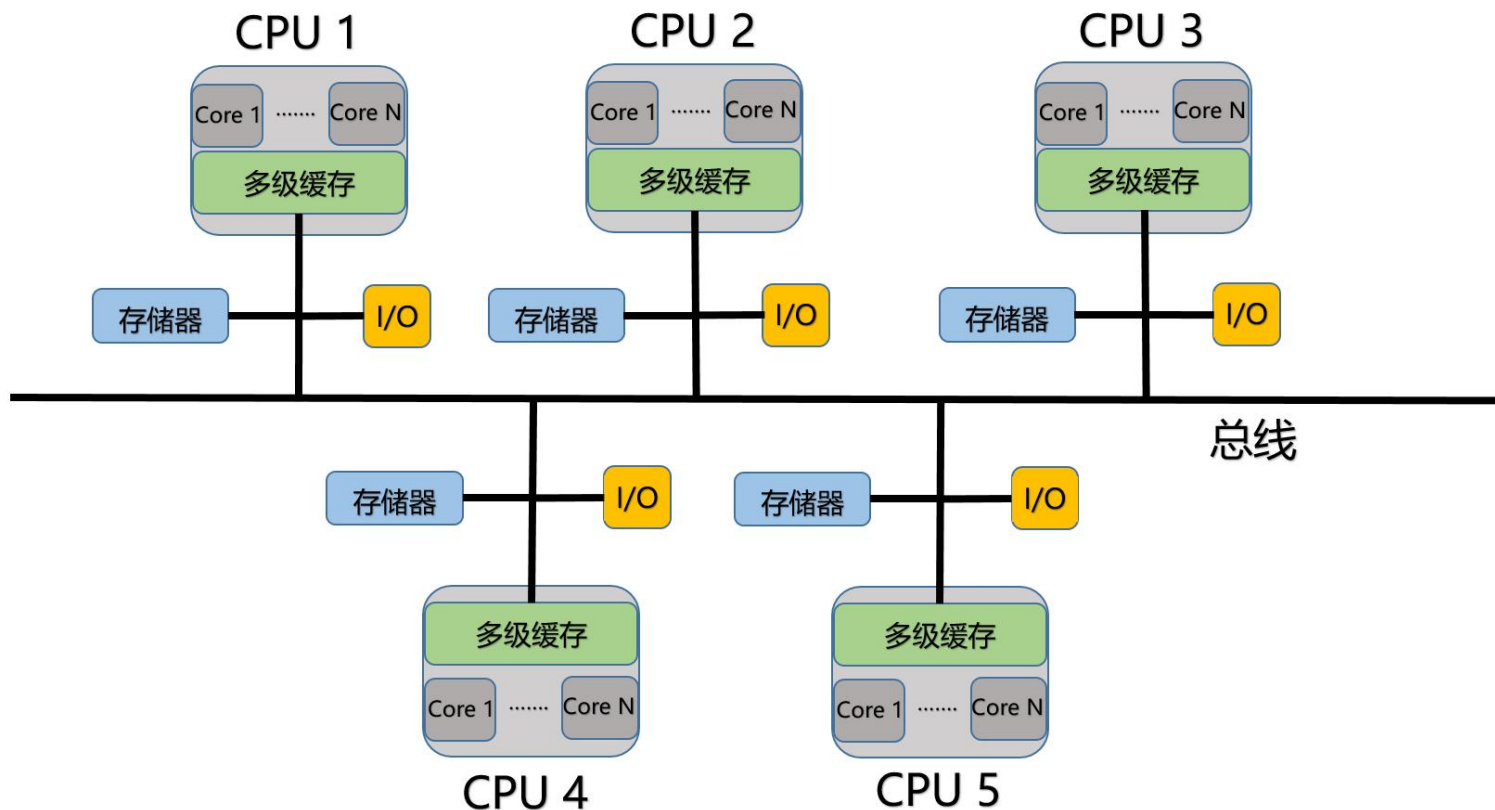 CPU 1
CPU 2
CPU 3
Core 1 ....... Core N
Core 1 ....... Core N
Core 1 ....... Core N
多级缓存
多级缓存
多级缓存
存储器
I/O
存储器
I/O
存储器
I/O
总线
存储器
I/O
存储器
I/O
多级缓存
多级缓存
Core 1 ....... Core N
Core 1 ....... Core N
CPU 4
CPU 5